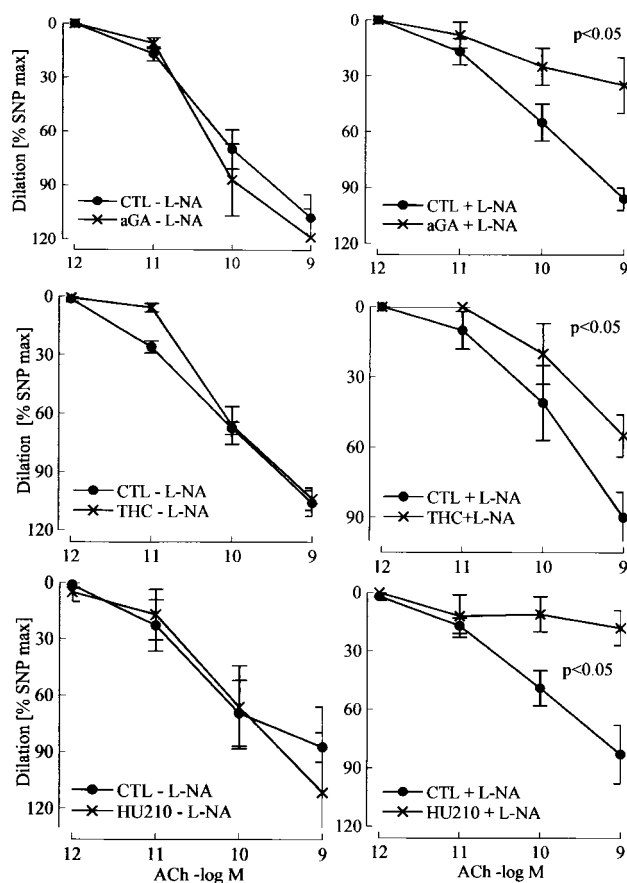 Dilation [% SNP max]
0
30
60
90
120
CTL - L-NA
aGA - L-NA
12 11 10 9
0
30
60
90
120
p<0.05
CTL + L-NA
aGA + L-NA
12 11 10 9
Dilation [% SNP max]
0
30
60
90
120
CTL - L-NA
THC - L-NA
12 11 10 9
0
30
60
90
p<0.05
CTL + L-NA
THC+L-NA
12 11 10 9
Dilation [% SNP max]
0
30
60
90
120
CTL - L-NA
HU210 - L-NA
12 11 10 9
ACh -log M
0
30
60
90
120
p<0.05
CTL + L-NA
HU210 + L-NA
12 11 10 9
ACh -log M